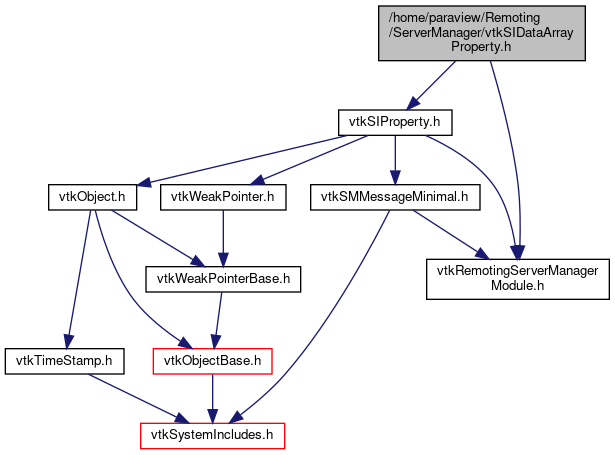 /home/paraview/Remoting
/ServerManager/vtkSIDataArray
Property.h
vtkSIProperty.h
vtkObject.h
vtkWeakPointer.h
vtkSMMessageMinimal.h
vtkWeakPointerBase.h
vtkRemotingServerManager
Module.h
vtkTimeStamp.h
vtkObjectBase.h
vtkSystemIncludes.h